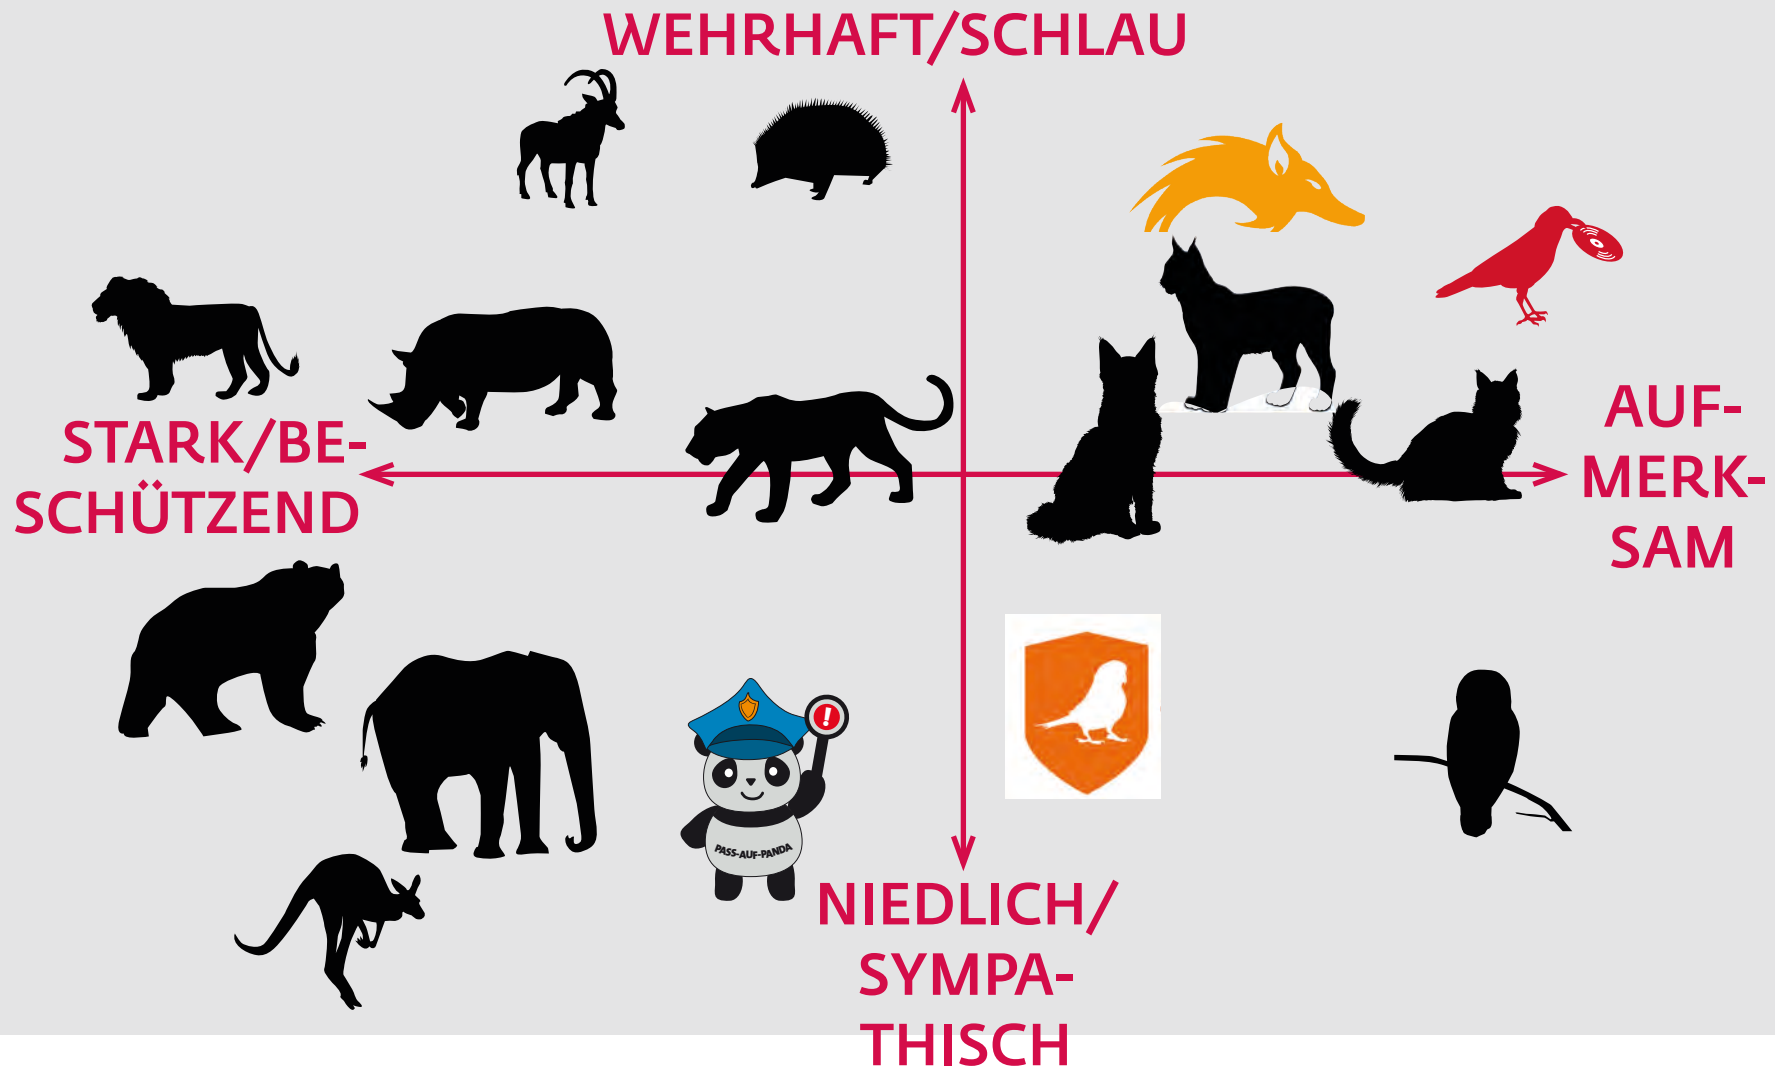 WEHRHAFT/SCHLAU
STARK/BE-
SCHÜTZEND
AUF-
MERK-
SAM
!
PASS-AUF-PANDA
NIEDLICH/
SYMPA-
THISCH